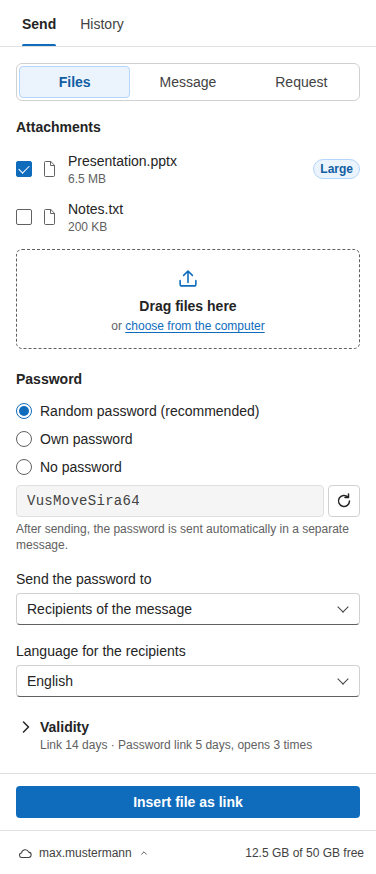 Send History
Files Message Request
Attachments
Presentation.pptx
6.5 MB
Large
Notes.txt
200 KB
Drag files here
or choose from the computer
Password
Random password (recommended)
Own password
No password
VusMoveSira64
After sending, the password is sent automatically in a separate
message.
Send the password to
Recipients of the message
Language for the recipients
English
Validity
Link 14 days · Password link 5 days, opens 3 times
Insert file as link
max.mustermann 12.5 GB of 50 GB free